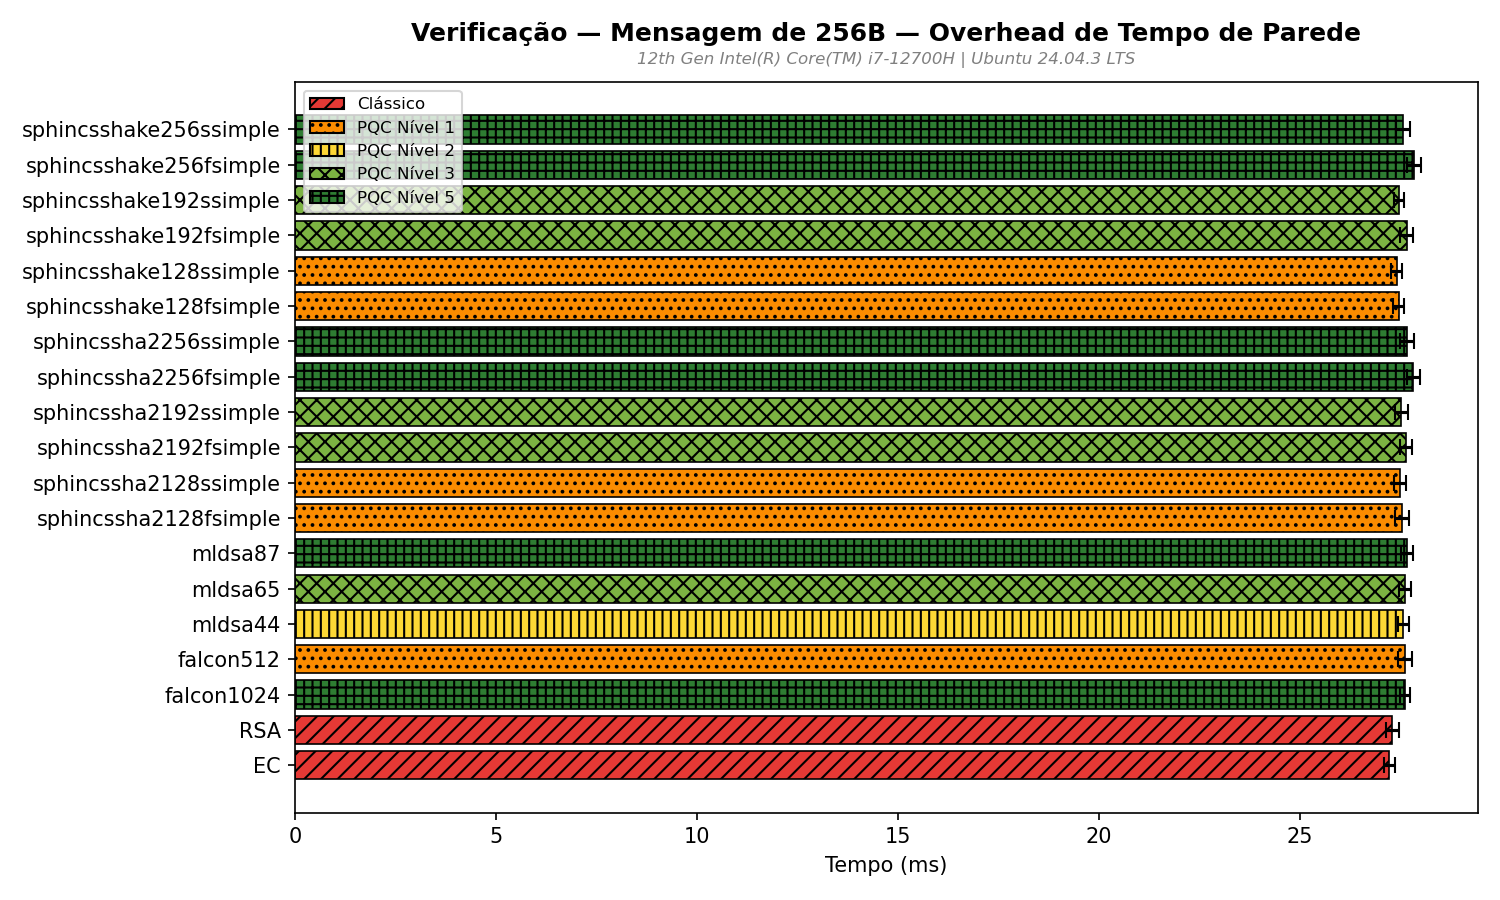 Verificação — Mensagem de 256B — Overhead de Tempo de Parede
12th Gen Intel(R) Core(TM) i7-12700H | Ubuntu 24.04.3 LTS
Clássico
PQC Nível 1
PQC Nível 2
PQC Nível 3
PQC Nível 5
sphincsshake256ssimple
sphincsshake256fsimple
sphincsshake192ssimple
sphincsshake192fsimple
sphincsshake128ssimple
sphincsshake128fsimple
sphincssha2256ssimple
sphincssha2256fsimple
sphincssha2192ssimple
sphincssha2192fsimple
sphincssha2128ssimple
sphincssha2128fsimple
mldsa87
mldsa65
mldsa44
falcon512
falcon1024
RSA
EC
0 5 10 15 20 25
Tempo (ms)